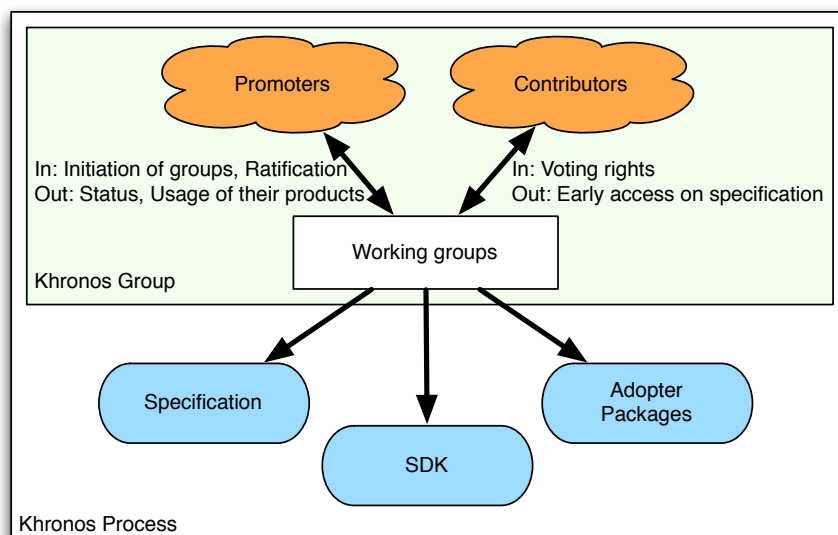 Promoters
Contributors
In: Initiation of groups, Ratification
Out: Status, Usage of their products
In: Voting rights
Out: Early access on specification
Working groups
Khronos Group
Specification
Adopter
Packages
SDK
Khronos Process